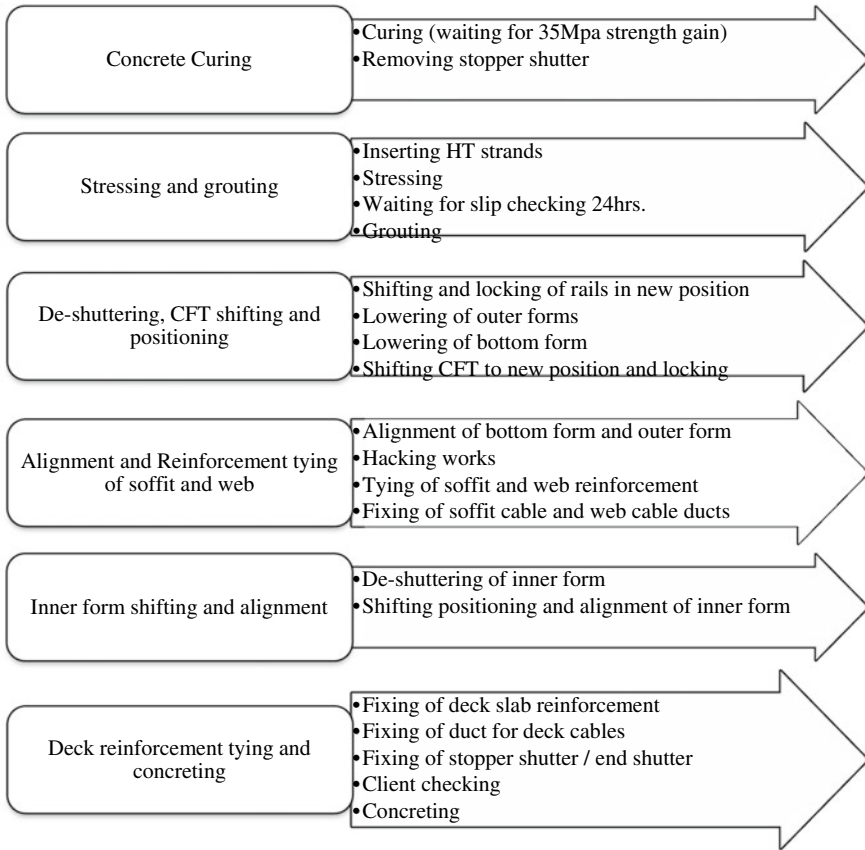 Concrete Curing
•Curing (waiting for 35Mpa strength gain)
•Removing stopper shutter
Stressing and grouting
•Inserting HT strands
•Stressing
•Waiting for slip checking 24hrs.
•Grouting
De-shuttering, CFT shifting and
positioning
•Shifting and locking of rails in new position
•Lowering of outer forms
•Lowering of bottom form
•Shifting CFT to new position and locking
Alignment and Reinforcement tying
of soffit and web
•Alignment of bottom form and outer form
•Hacking works
•Tying of soffit and web reinforcement
•Fixing of soffit cable and web cable ducts
Inner form shifting and alignment
•De-shuttering of inner form
•Shifting positioning and alignment of inner form
Deck reinforcement tying and
concreting
•Fixing of deck slab reinforcement
•Fixing of duct for deck cables
•Fixing of stopper shutter / end shutter
•Client checking
•Concreting